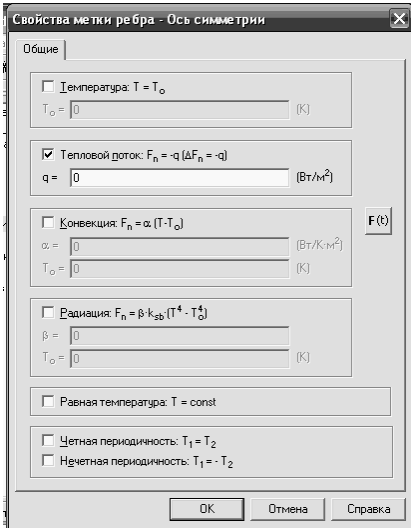 Свойства метки ребра - Ось симметрии
Общие
Температура: T = Tₒ
Tₒ = 0 (K)
Тепловой поток: Fₙ = -q (ΔFₙ = -q)
q = 0 (Вт/м²)
Конвекция: Fₙ = α (T-Tₒ)
α = 0 (Вт/К·м²)
Tₒ = 0 (K)
F(t)
Радиация: Fₙ = β·kₛb·(T⁴ - Tₒ⁴)
β = 0
Tₒ = 0 (K)
Равная температура: T = const
Четная периодичность: T₁ = T₂
Нечетная периодичность: T₁ = - T₂
OK Отмена Справка